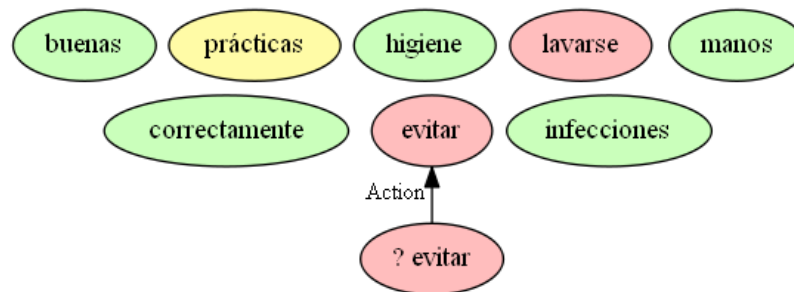 buenas prácticas higiene lavarse manos
correctamente evitar infecciones
Action
? evitar